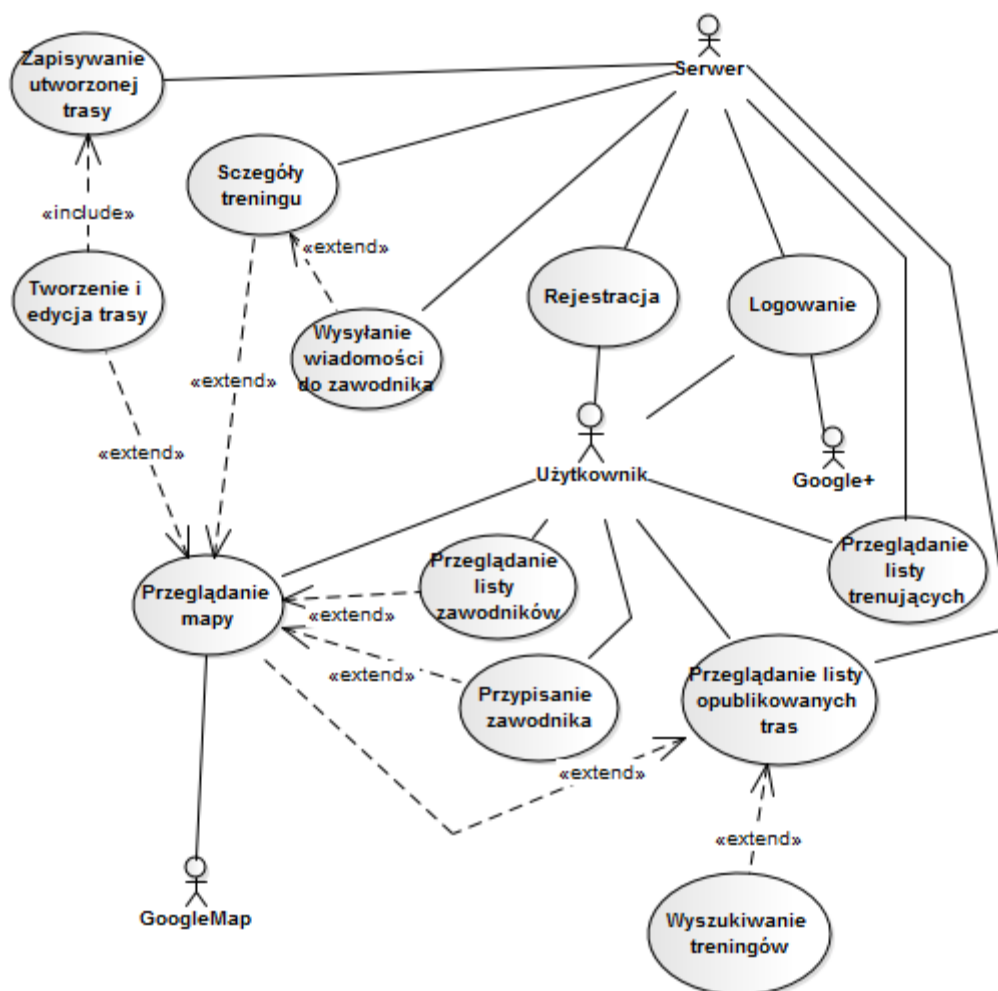 Serwer
Zapisywanie
utworzonej
trasy
Sczegóły
treningu
«include»
«extend»
Tworzenie i
edycja trasy
Rejestracja
Logowanie
Wysyłanie
wiadomości
do zawodnika
«extend»
«extend»
Użytkownik
Google+
Przeglądanie
mapy
Przeglądanie
listy
zawodników
Przeglądanie
listy
trenujących
«extend»
«extend»
Przypisanie
zawodnika
Przeglądanie listy
opublikowanych
tras
«extend»
«extend»
GoogleMap
Wyszukiwanie
treningów